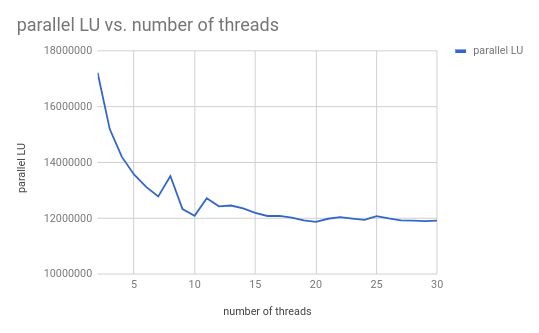 parallel LU vs. number of threads
parallel LU
18000000
16000000
14000000
12000000
10000000
parallel LU
5 10 15 20 25 30
number of threads